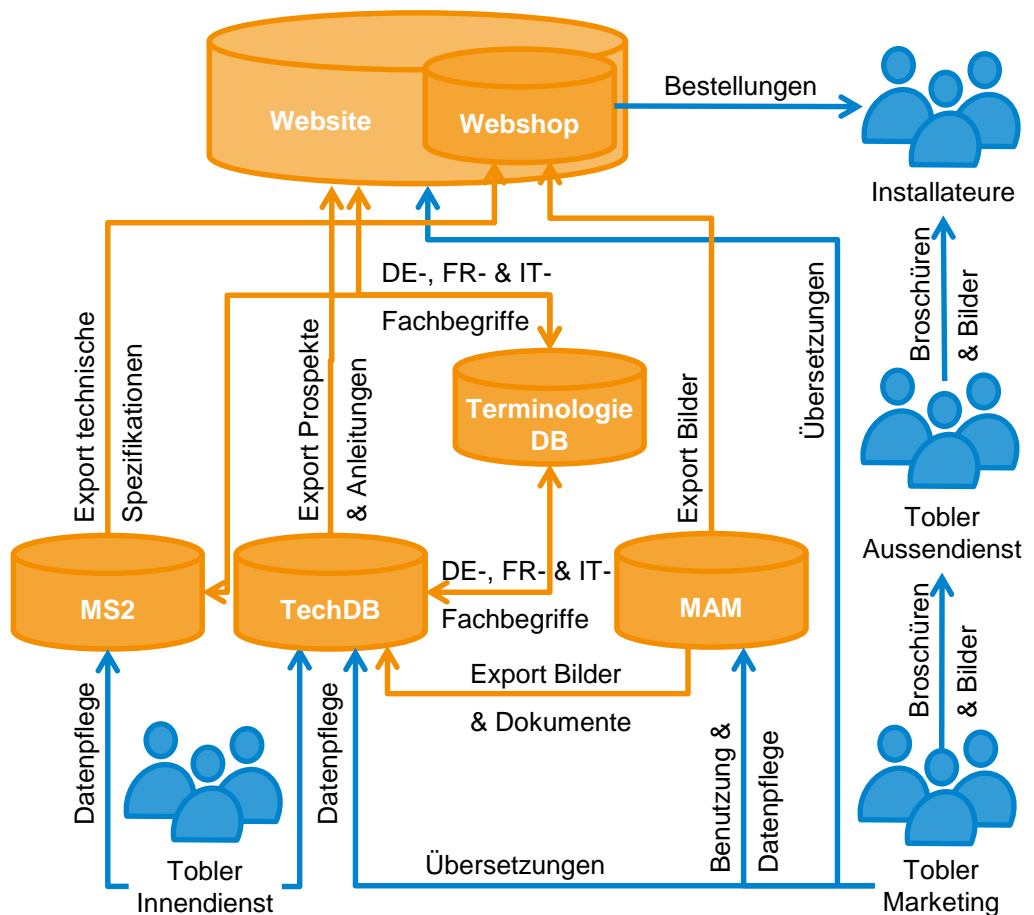 Website
Webshop
Bestellungen
Installateure
DE-, FR- & IT-
Fachbegriffe
Export technische
Spezifikationen
Export Prospekte
& Anleitungen
Terminologie
DB
Export Bilder
Übersetzungen
Broschüren
& Bilder
Tobler
Aussendienst
MS2
TechDB
DE-, FR- & IT-
Fachbegriffe
MAM
Export Bilder
& Dokumente
Datenpflege
Datenpflege
Benutzung &
Datenpflege
Broschüren
& Bilder
Tobler
Innendienst
Übersetzungen
Tobler
Marketing